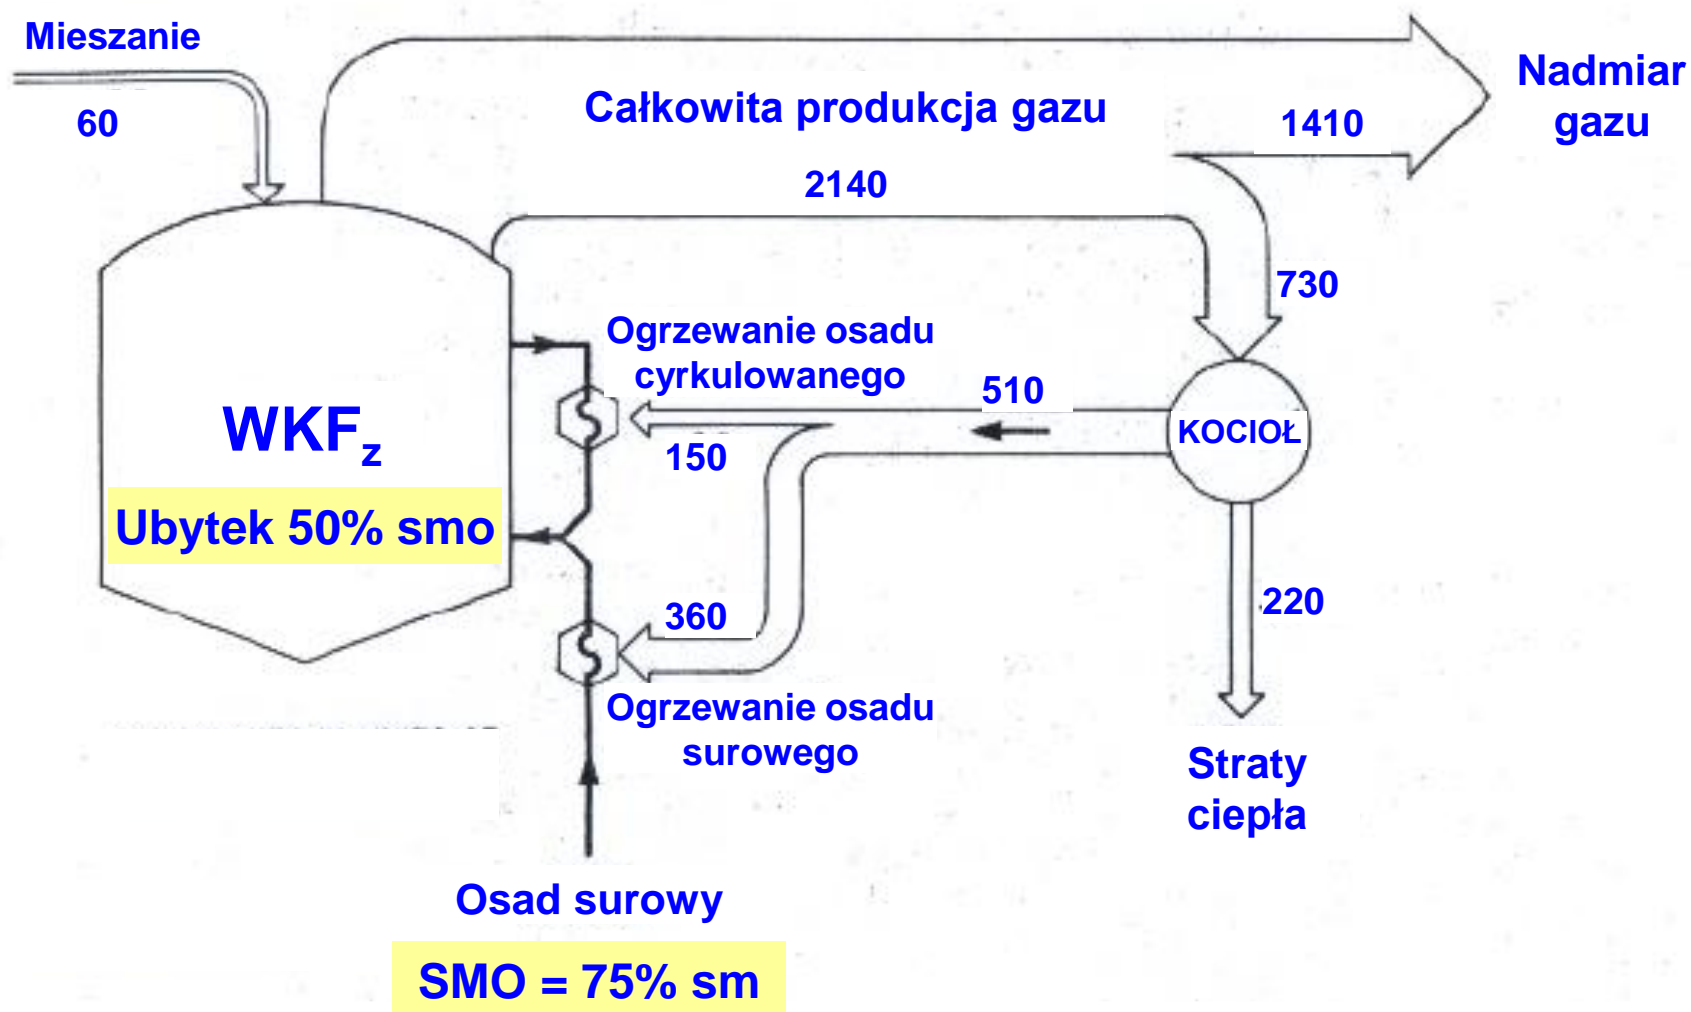 Mieszanie
60
Całkowita produkcja gazu
2140
1410
Nadmiar
gazu
730
Ogrzewanie osadu
cyrkulowanego
510
150
KOCIOŁ
WKFz
Ubytek 50% smo
360
220
Ogrzewanie osadu
surowego
Straty
ciepła
Osad surowy
SMO = 75% sm